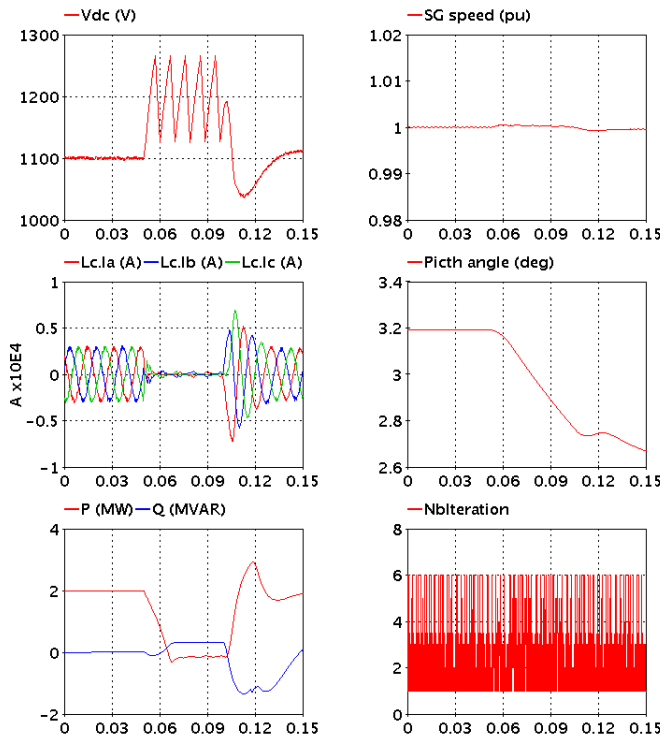 Vdc (V)
1300
1200
1100
1000
0 0.03 0.06 0.09 0.12 0.15
SG speed (pu)
1.02
1.01
1
0.99
0.98
0 0.03 0.06 0.09 0.12 0.15
Lc.Ia (A) Lc.Ib (A) Lc.Ic (A)
A x10E4
1
0.5
0
−0.5
−1
0 0.03 0.06 0.09 0.12 0.15
Picth angle (deg)
3.4
3.2
3
2.8
2.6
0 0.03 0.06 0.09 0.12 0.15
P (MW) Q (MVAR)
4
2
0
−2
0 0.03 0.06 0.09 0.12 0.15
NbIteration
8
6
4
2
0
0 0.03 0.06 0.09 0.12 0.15